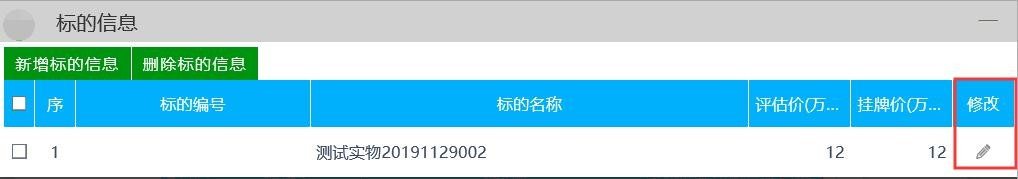 标的信息
新增标的信息 删除标的信息
序 标的编号 标的名称 评估价(万... 挂牌价(万... 修改
1 测试实物20191129002 12 12